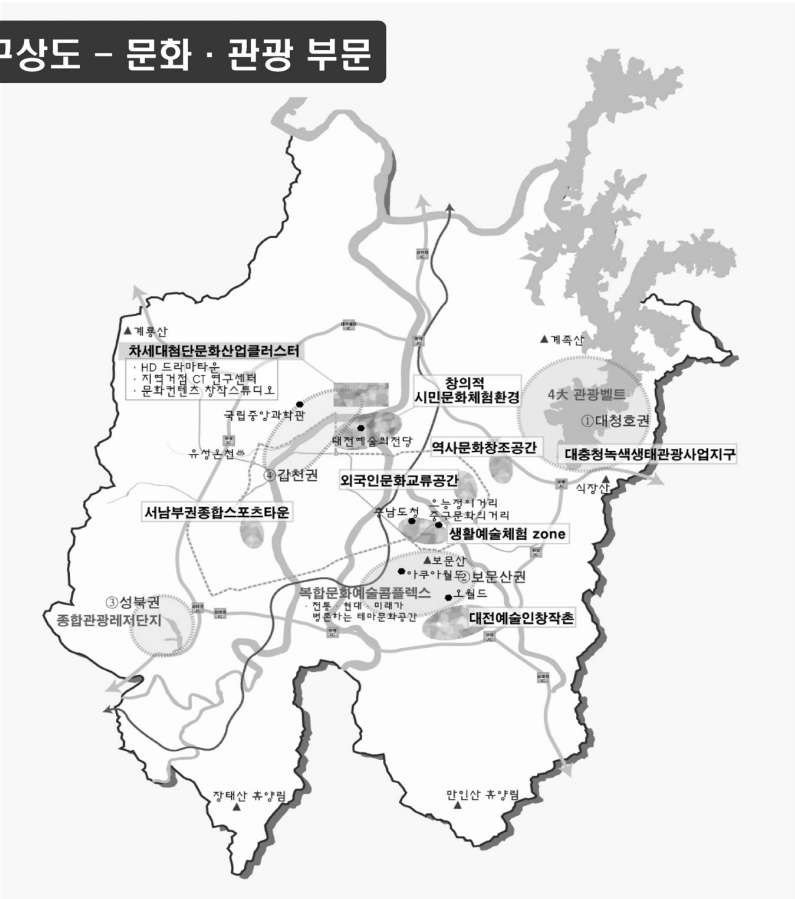 구상도 – 문화 · 관광 부문
계룡산
차세대첨단문화산업클러스터
· HD 드라마타운
· 지역거점 CT 연구센터
· 문화컨텐츠 창작스튜디오
국립중앙과학관
유성온천
대전예술의전당
창의적
시민문화체험환경
계족산
4大 관광벨트
①대청호권
역사문화창조공간
대충청녹색생태관광사업지구
④갑천권
외국인문화교류공간
식장산
서남부권종합스포츠타운
충남도청
으능정이거리
중구문화의거리
생활예술체험 zone
보문산
아쿠아월드
②보문산권
복합문화예술콤플렉스
· 전통 · 현대 · 미래가
병존하는 테마문화공간
오월드
③성북권
종합관광레저단지
대전예술인창작촌
장태산 휴양림
만인산 휴양림